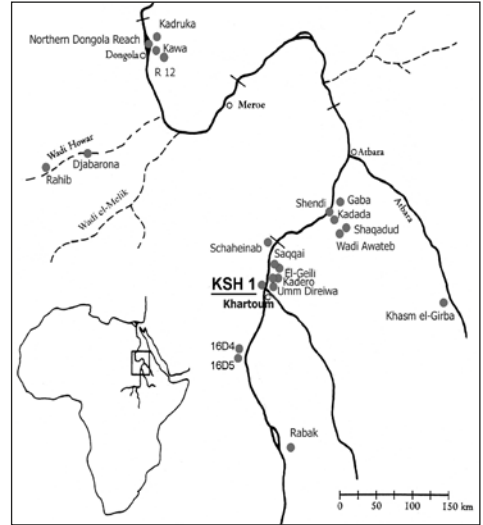 Kadruka
Northern Dongola Reach
Kawa
Dongola
R 12
Meroe
Wadi Howar
Djabarona
Rahib
Wadi el-Melik
Atbara
Atbara
Gaba
Shendi
Kadada
Shaqadud
Wadi Awateb
Schaheinab
Saqqai
El-Geili
Kadero
KSH 1
Umm Direiwa
Khartoum
Khasm el-Girba
16D4
16D5
Rabak
0 50 100 150 km